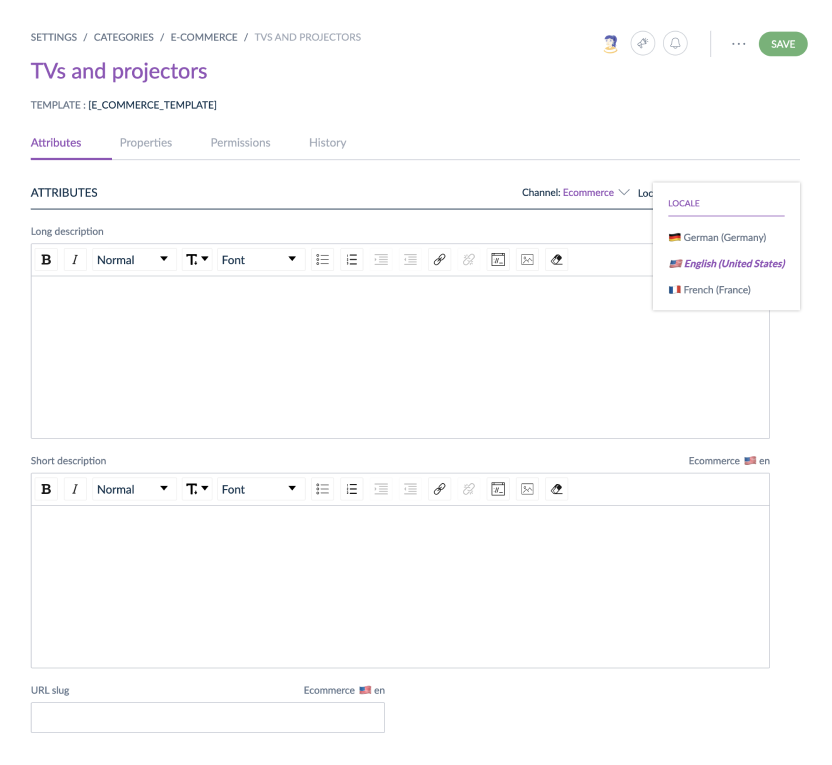 SETTINGS / CATEGORIES / E-COMMERCE / TVS AND PROJECTORS
SAVE
TVs and projectors
TEMPLATE : [E_COMMERCE_TEMPLATE]
Attributes Properties Permissions History
ATTRIBUTES Channel: Ecommerce Loc
LOCALE
German (Germany)
English (United States)
French (France)
Long description
B I Normal T. Font
Short description Ecommerce en
B I Normal T. Font
URL slug Ecommerce en